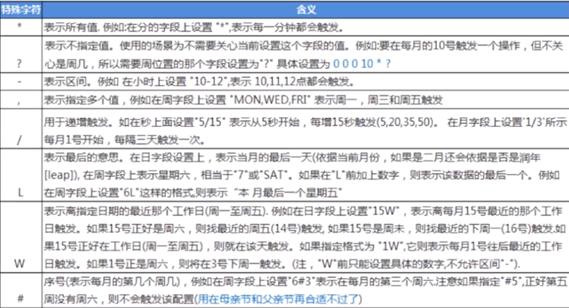 特殊字符 含义
* 表示所有值. 例如:在分的字段上设置 "*",表示每一分钟都会触发。
表示不指定值。使用的场景为不需要关心当前设置这个字段的值。例如:要在每月的10号触发一个操作，但不关
? 心是周几，所以需要周位置的那个字段设置为"?" 具体设置为 0 0 0 10 * ?
- 表示区间。例如 在小时上设置 "10-12",表示 10,11,12点都会触发。
, 表示指定多个值，例如在周字段上设置 "MON,WED,FRI" 表示周一，周三和周五触发
用于递增触发。如在秒上面设置"5/15" 表示从5秒开始，每增15秒触发(5,20,35,50)。 在月字段上设置'1/3'所示
/ 每月1号开始，每隔三天触发一次。
表示最后的意思。在日字段设置上，表示当月的最后一天(依据当前月份，如果是二月还会依据是否是润年
[leap]), 在周字段上表示星期六，相当于"7"或"SAT"。如果在"L"前加上数字，则表示该数据的最后一个。例如
L 在周字段上设置"6L"这样的格式,则表示“本 月最后一个星期五"
表示离指定日期的最近那个工作日(周一至周五). 例如在日字段上设置"15W"，表示离每月15号最近的那个工作
日触发。如果15号正好是周六，则找最近的周五(14号)触发, 如果15号是周未，则找最近的下周一(16号)触发.如
果15号正好在工作日(周一至周五)，则就在该天触发。如果指定格式为 "1W",它则表示每月1号往后最近的工作
日触发。如果1号正是周六，则将在3号下周一触发。(注，"W"前只能设置具体的数字,不允许区间"-").
W
序号(表示每月的第几个周几)，例如在周字段上设置"6#3"表示在每月的第三个周六.注意如果指定"#5",正好第五
# 周没有周六，则不会触发该配置(用在母亲节和父亲节再合适不过了)